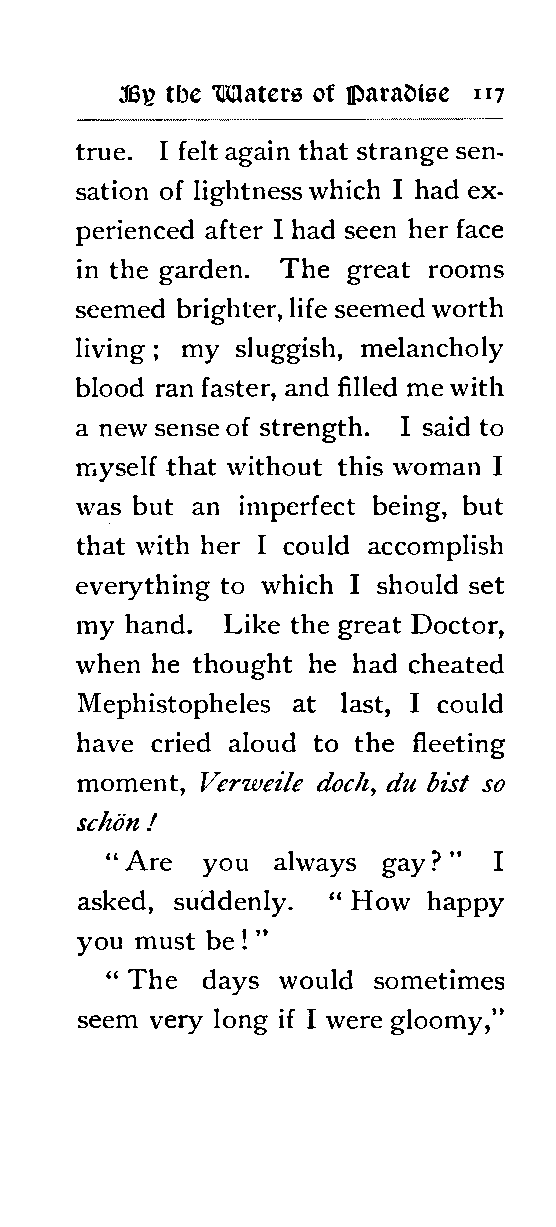 By the Waters of Paradise 117
true. I felt again that strange sen-
sation of lightness which I had ex-
perienced after I had seen her face
in the garden. The great rooms
seemed brighter, life seemed worth
living; my sluggish, melancholy
blood ran faster, and filled me with
a new sense of strength. I said to
myself that without this woman I
was but an imperfect being, but
that with her I could accomplish
everything to which I should set
my hand. Like the great Doctor,
when he thought he had cheated
Mephistopheles at last, I could
have cried aloud to the fleeting
moment, Verweile doch, du bist so
schön!
"Are you always gay?" I
asked, suddenly. "How happy
you must be!"
"The days would sometimes
seem very long if I were gloomy,"